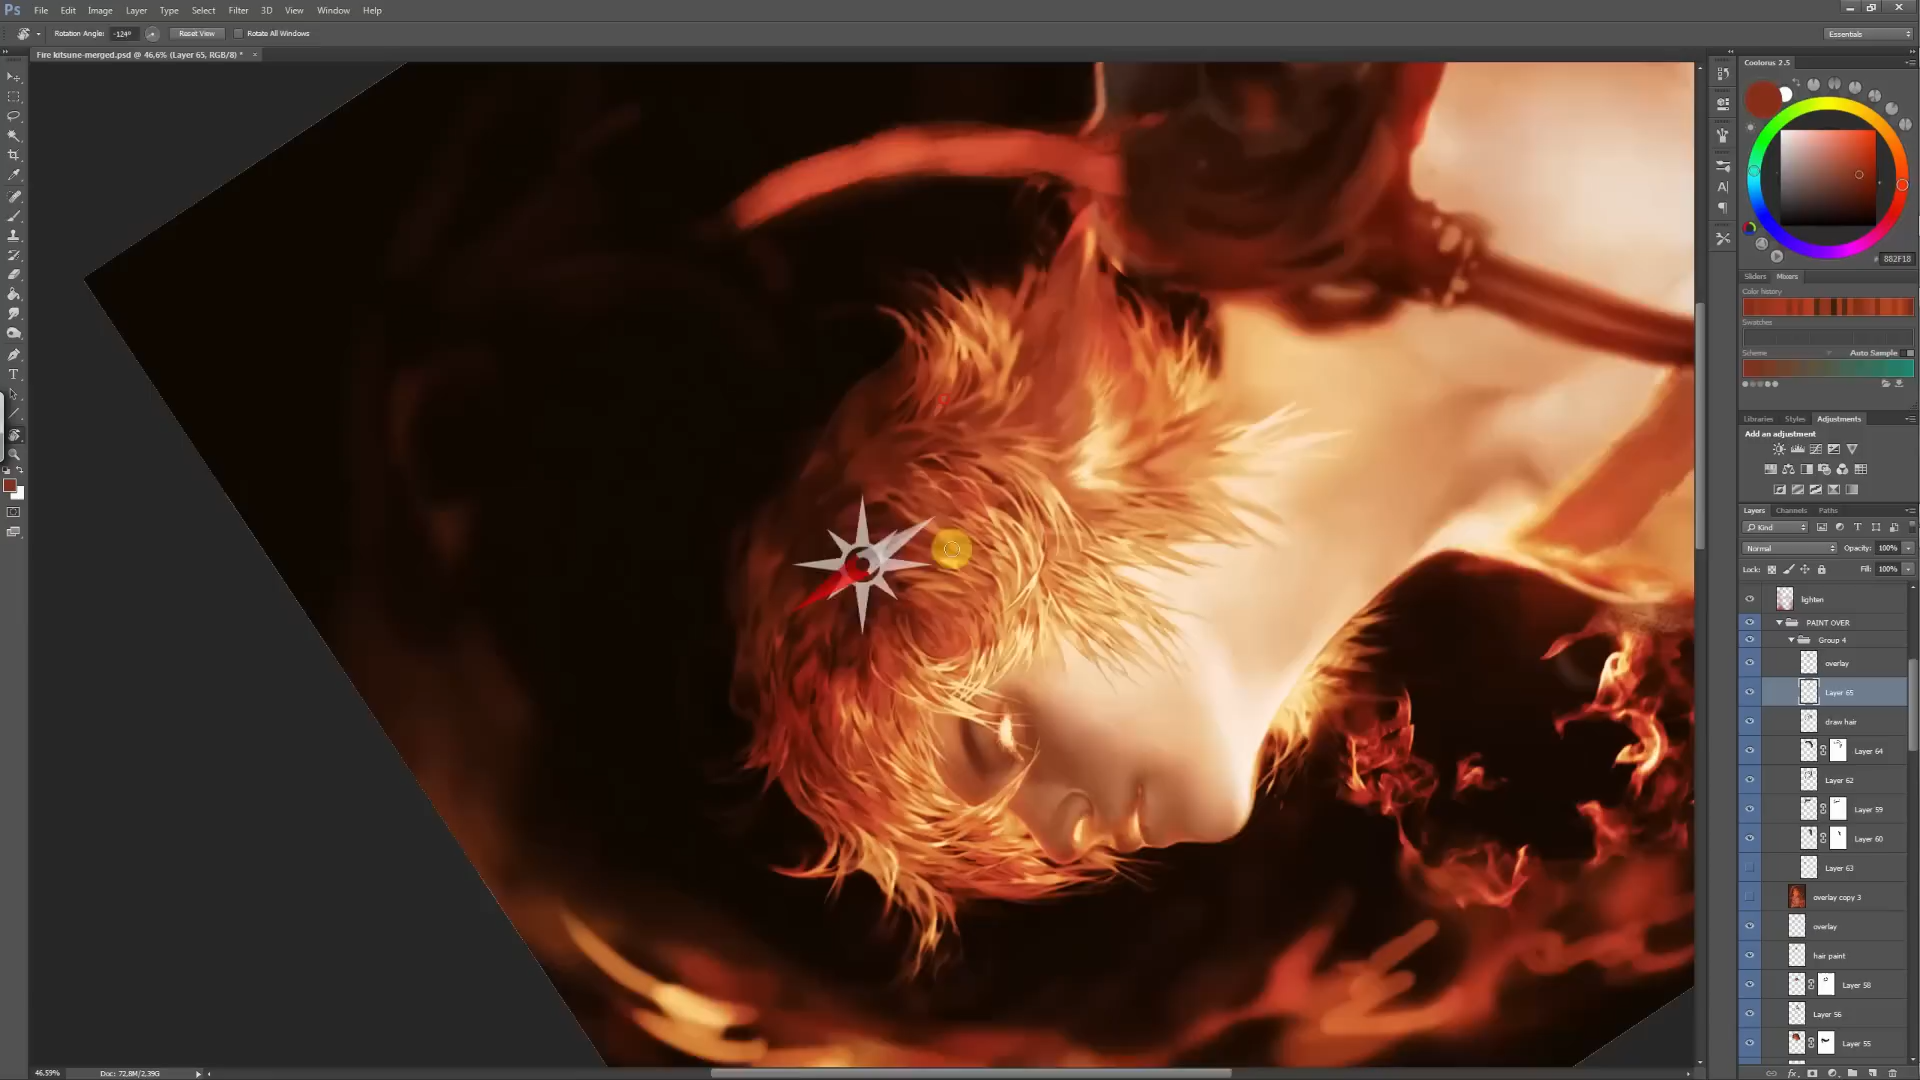 Ps File Edit Image Layer Type Select Filter 3D View Window Help
Rotation Angle: -124° Reset View Rotate All Windows Essentials
Fire kitsune-merged.psd @ 46,6% (Layer 65, RGB/8) *
Coolorus 2.5
# 882F18
Sliders Mixers
Color history
Swatches
Scheme Auto Sample
Libraries Styles Adjustments
Add an adjustment
Layers Channels Paths
Kind
Normal Opacity: 100%
Lock: Fill: 100%
lighten
PAINT OVER
Group 4
overlay
Layer 65
draw hair
Layer 64
Layer 62
Layer 59
Layer 60
Layer 63
overlay copy 3
overlay
hair paint
Layer 58
Layer 56
Layer 55
46,59% Doc: 72,8M/2,39G